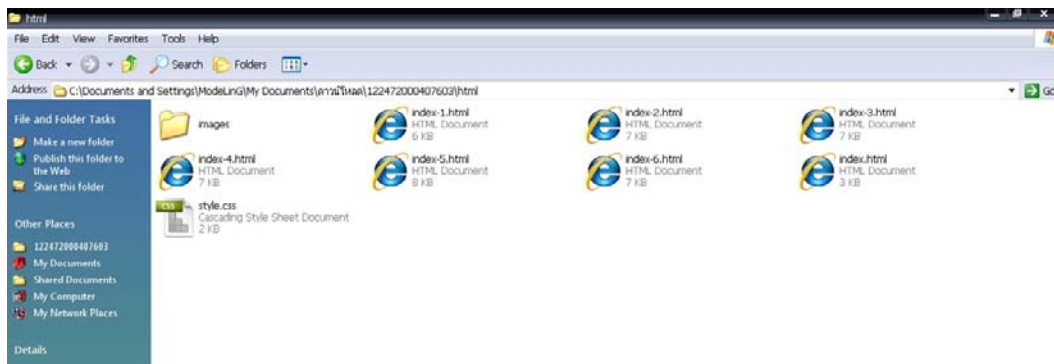 html
File Edit View Favorites Tools Help
Back Search Folders
Address C:\Documents and Settings\ModeLinG\My Documents\ดาวน์โหลด\122472000407603\html Go
File and Folder Tasks
Make a new folder
Publish this folder to
the Web
Share this folder
Other Places
122472000407603
My Documents
Shared Documents
My Computer
My Network Places
Details
images
index-1.html
HTML Document
6 KB
index-2.html
HTML Document
7 KB
index-3.html
HTML Document
7 KB
index-4.html
HTML Document
7 KB
index-5.html
HTML Document
8 KB
index-6.html
HTML Document
7 KB
index.html
HTML Document
3 KB
CSS
style.css
Cascading Style Sheet Document
2 KB